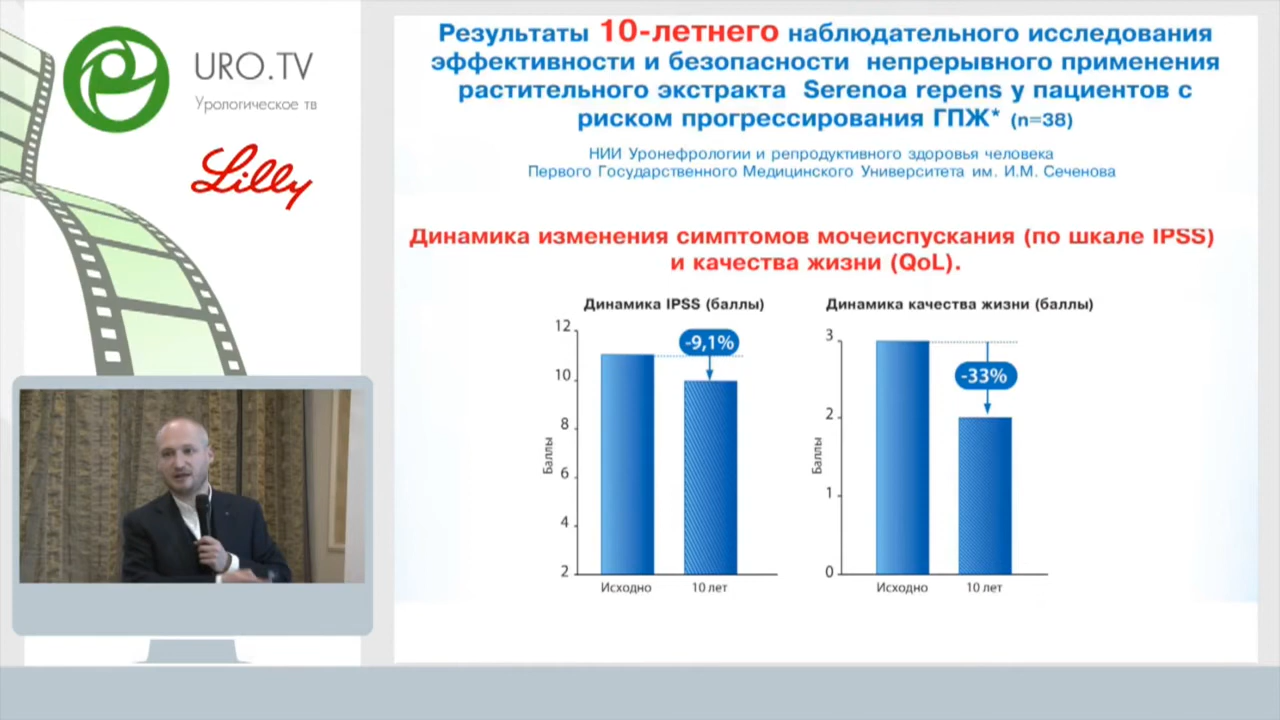 URO.TV
Урологическое тв
Lilly
Результаты 10-летнего наблюдательного исследования
эффективности и безопасности непрерывного применения
растительного экстракта Serenoa repens у пациентов с
риском прогрессирования ГПЖ* (n=38)
НИИ Уронефрологии и репродуктивного здоровья человека
Первого Государственного Медицинского Университета им. И.М. Сеченова
Динамика изменения симптомов мочеиспускания (по шкале IPSS)
и качества жизни (QoL).
Динамика IPSS (баллы)
12
10
8
6
4
2
Баллы
-9,1%
Исходно
10 лет
Динамика качества жизни (баллы)
3
2
1
0
Баллы
-33%
Исходно
10 лет